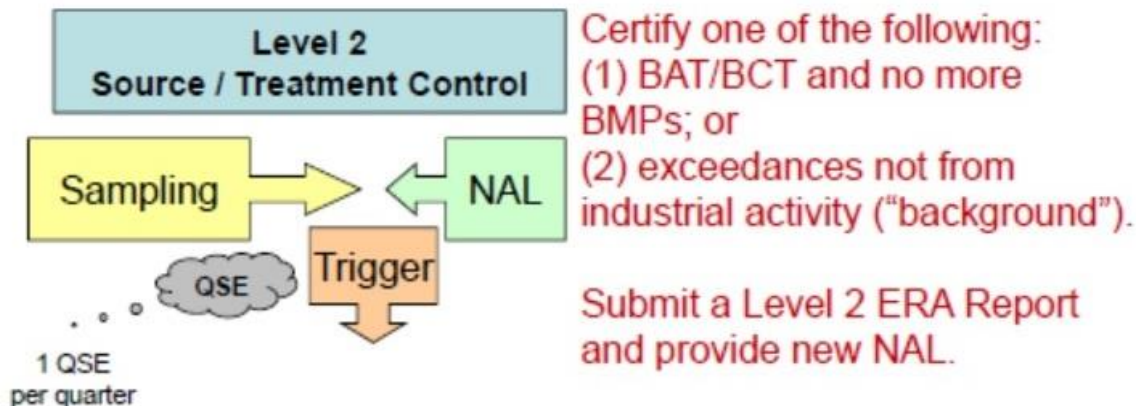 Level 2
Source / Treatment Control
Sampling
NAL
Trigger
QSE
1 QSE
per quarter
Certify one of the following:
(1) BAT/BCT and no more
BMPs; or
(2) exceedances not from
industrial activity (“background”).
Submit a Level 2 ERA Report
and provide new NAL.